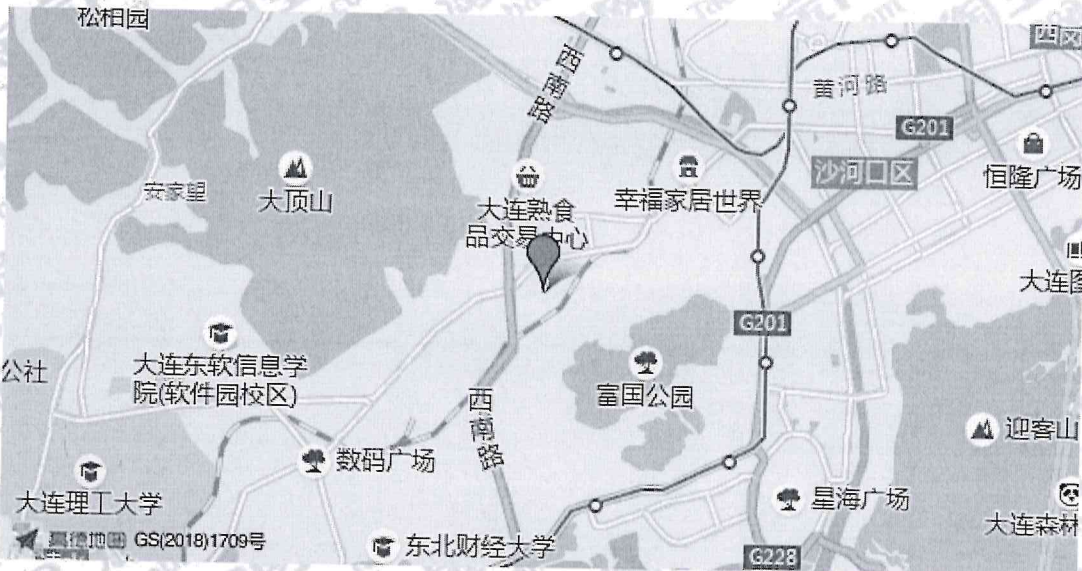 松柏园
西岗
西南路
黄河路
G201
沙河口区
恒隆广场
安家望
大顶山
大连熟食
品交易中心
幸福家居世界
大连图
G201
大连东软信息学
院(软件园校区)
公社
富国公园
西南路
迎客山
数码广场
大连理工大学
星海广场
大连森林
高德地图 GS(2018)1709号
东北财经大学
G228